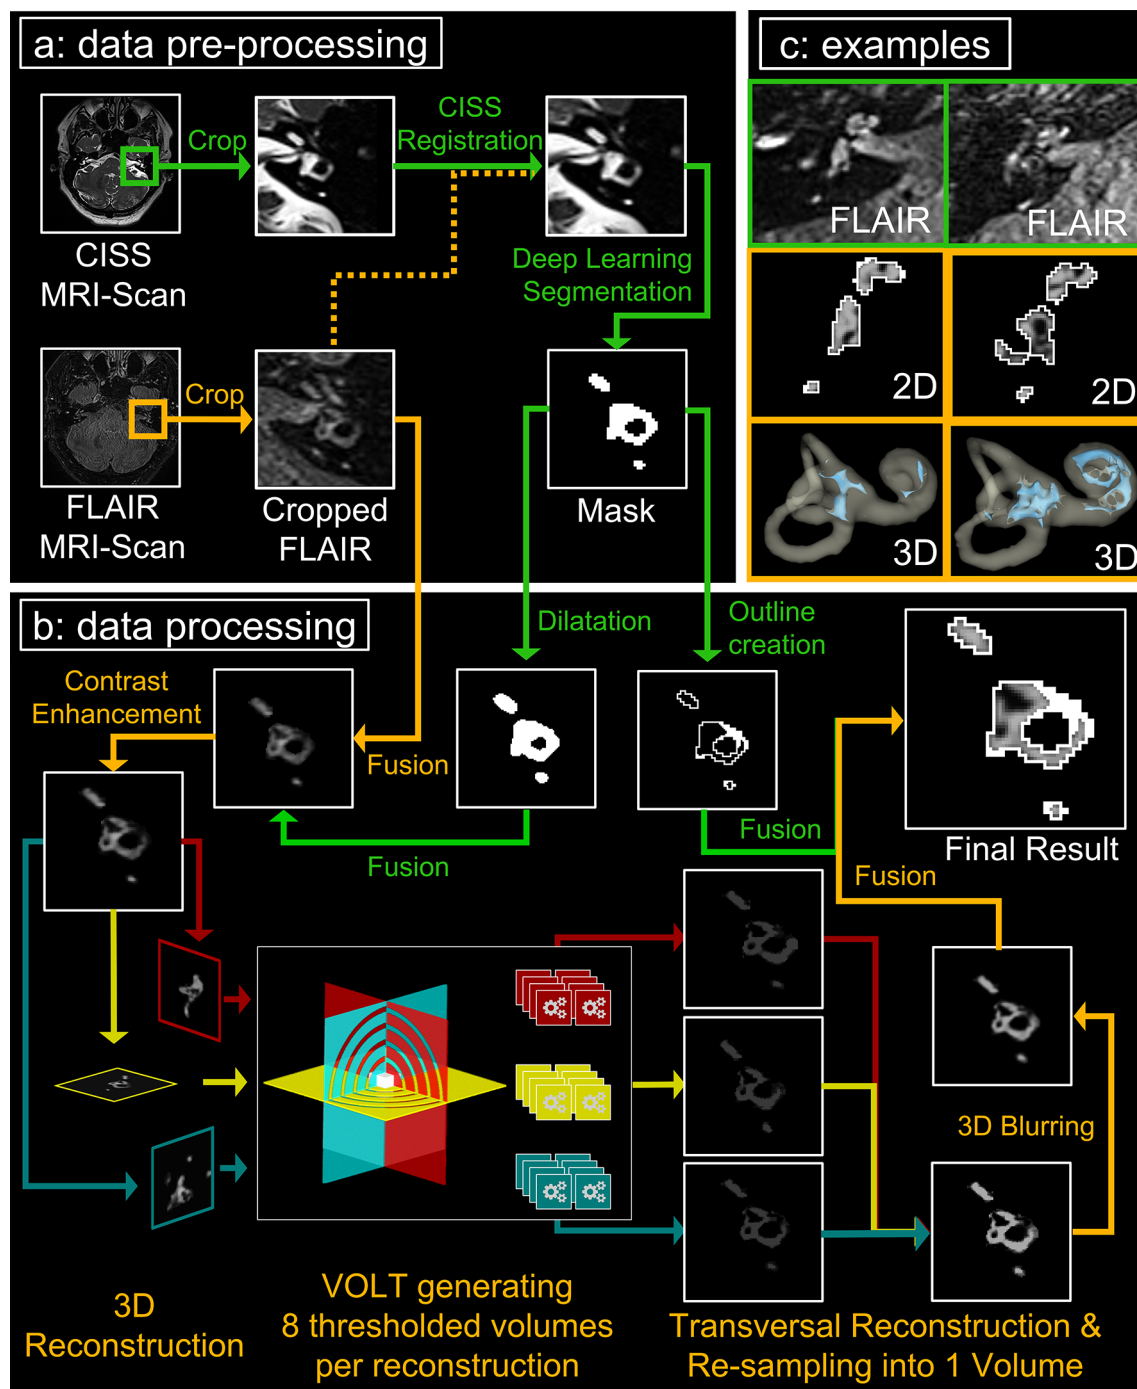 a: data pre-processing
CISS
Registration
Crop
CISS
MRI-Scan
Deep Learning
Segmentation
Crop
FLAIR
MRI-Scan
Cropped
FLAIR
Mask
c: examples
FLAIR
FLAIR
2D
2D
3D
3D
b: data processing
Dilatation
Outline
creation
Contrast
Enhancement
Fusion
Fusion
Fusion
Final Result
Fusion
3D Blurring
3D
Reconstruction
VOLT generating
8 thresholded volumes
per reconstruction
Transversal Reconstruction &
Re-sampling into 1 Volume